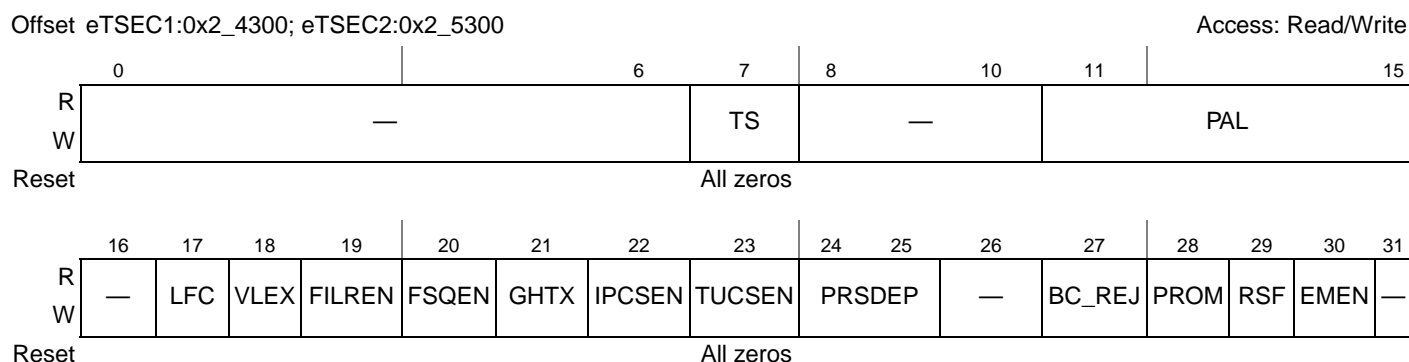 Offset eTSEC1:0x2_4300; eTSEC2:0x2_5300 Access: Read/Write
0 6 7 8 10 11 15
R
— TS — PAL
W
Reset All zeros
16 17 18 19 20 21 22 23 24 25 26 27 28 29 30 31
R
— LFC VLEX FILREN FSQEN GHTX IPCSEN TUCSEN PRSDEP — BC_REJ PROM RSF EMEN —
W
Reset All zeros